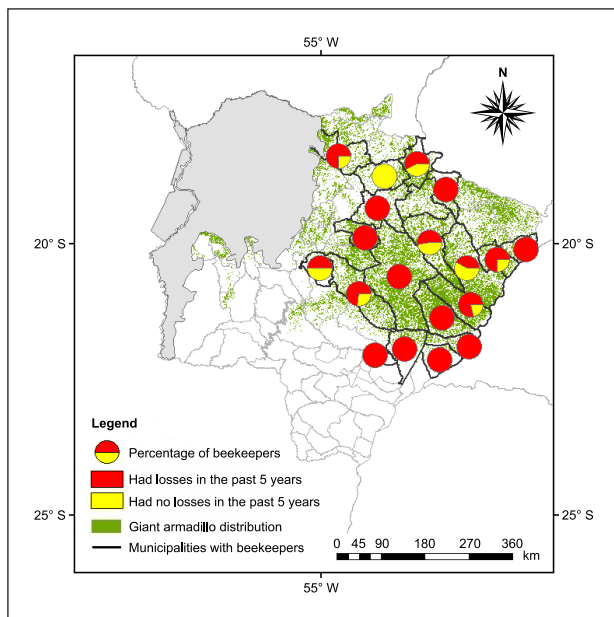 55° W
N
20° S
20° S
Legend
Percentage of beekeepers
Had losses in the past 5 years
Had no losses in the past 5 years
25° S
25° S
Giant armadillo distribution
Municipalities with beekeepers
0 45 90 180 270 360
km
55° W